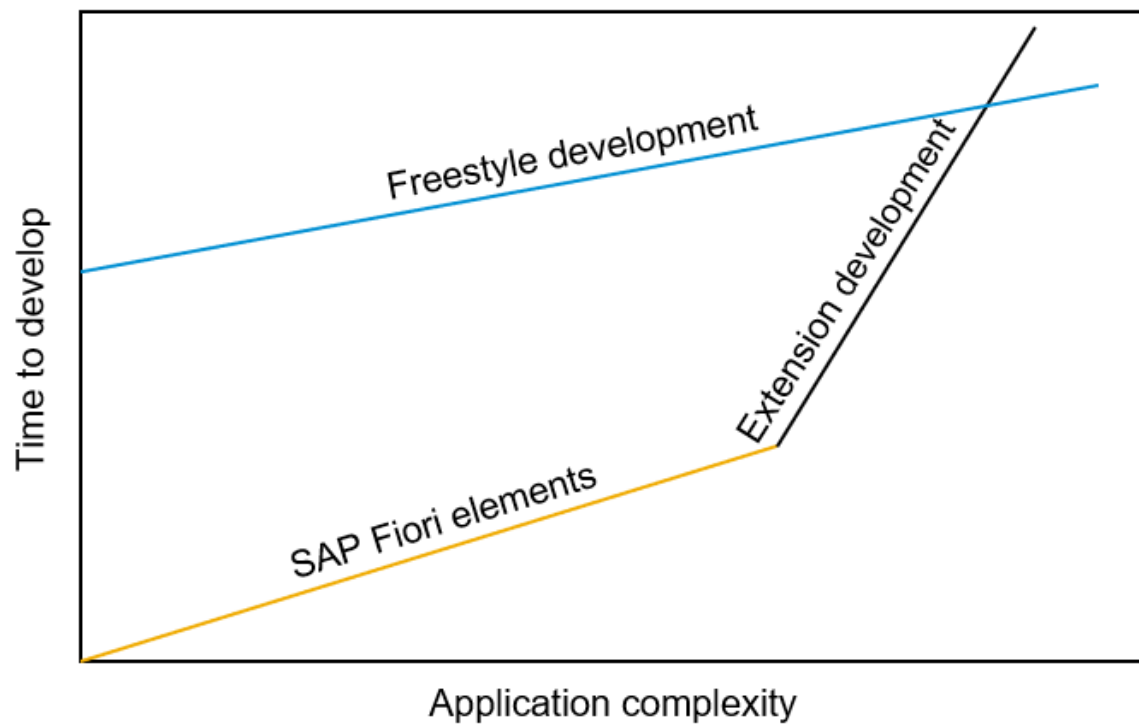 Freestyle development
Extension development
SAP Fiori elements
Time to develop
Application complexity